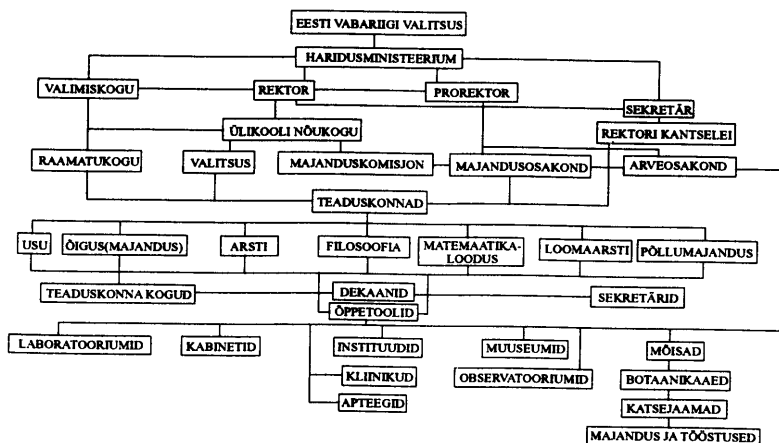 EESTI VABARIIGI VALITSUS
HARIDUSMINISTEERIUM
VALIMISKOGU
REKTOR
PROREKTOR
SEKRETÄR
ÜLIKOOLI NÕUKOGU
REKTORI KANTSELEI
RAAMATUKOGU
VALITSUS
MAJANDUSKOMISJON
MAJANDUSOSAKOND
ARVEOSAKOND
TEADUSKONNAD
USU
ÕIGUS(MAJANDUS)
ARSTI
FILOSOOFIA
MATEMAATIKA-
LOODUS
LOOMAARSTI
PÕLLUMAJANDUS
TEADUSKONNA KOGUD
DEKAANID
SEKRETÄRID
ÕPPETOOLID
LABORATOORIUMID
KABINETID
INSTITUUDID
MUUSEUMID
MÕISAD
KLIINIKUD
OBSERVATOORIUMID
BOTAANIKAAED
APTEEGID
KATSEJAAMAD
MAJANDUS JA TÖÖSTUSED